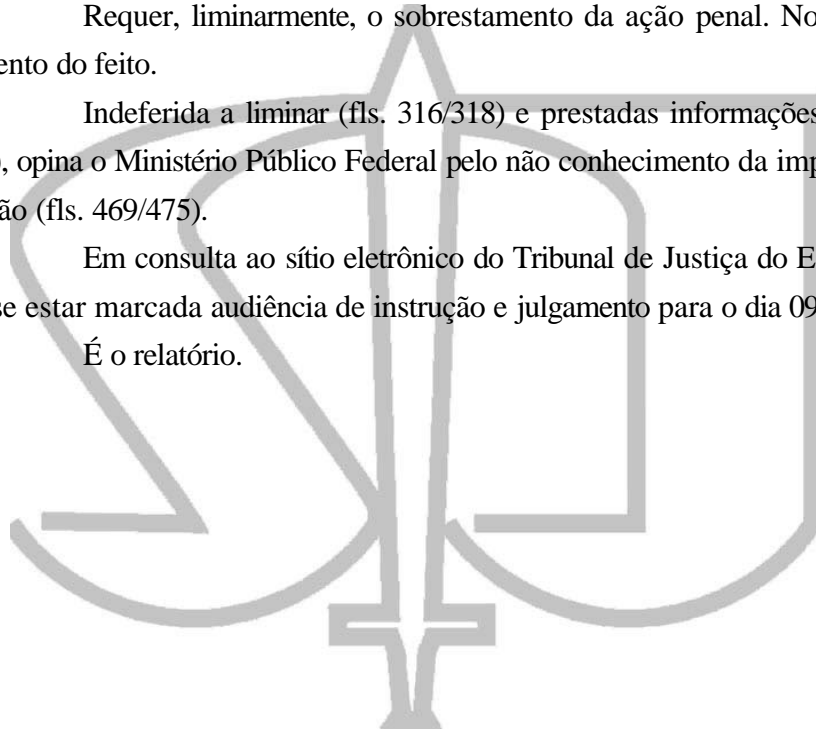 Requer, liminarmente, o sobrestamento da ação penal. No
ento do feito.
Indeferida a liminar (fls. 316/318) e prestadas informações
), opina o Ministério Público Federal pelo não conhecimento da imp
ão (fls. 469/475).
Em consulta ao sítio eletrônico do Tribunal de Justiça do E
se estar marcada audiência de instrução e julgamento para o dia 09
É o relatório.